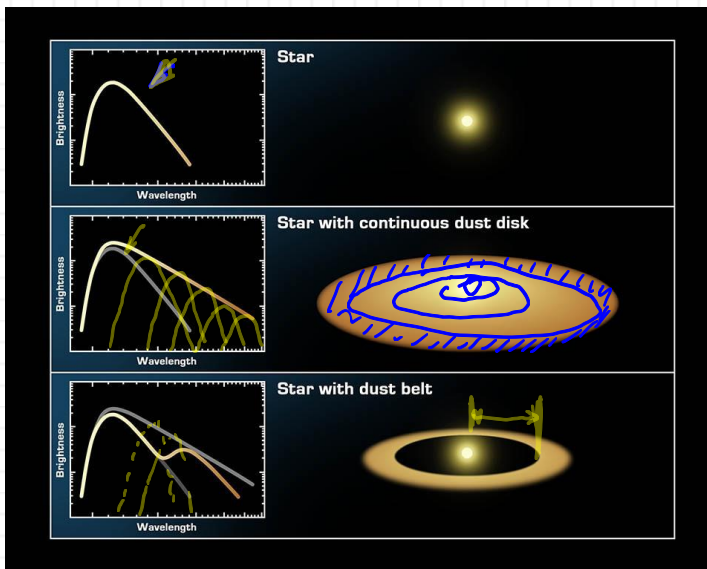 Star
Brightness
Wavelength
Star with continuous dust disk
Brightness
Wavelength
Star with dust belt
Brightness
Wavelength